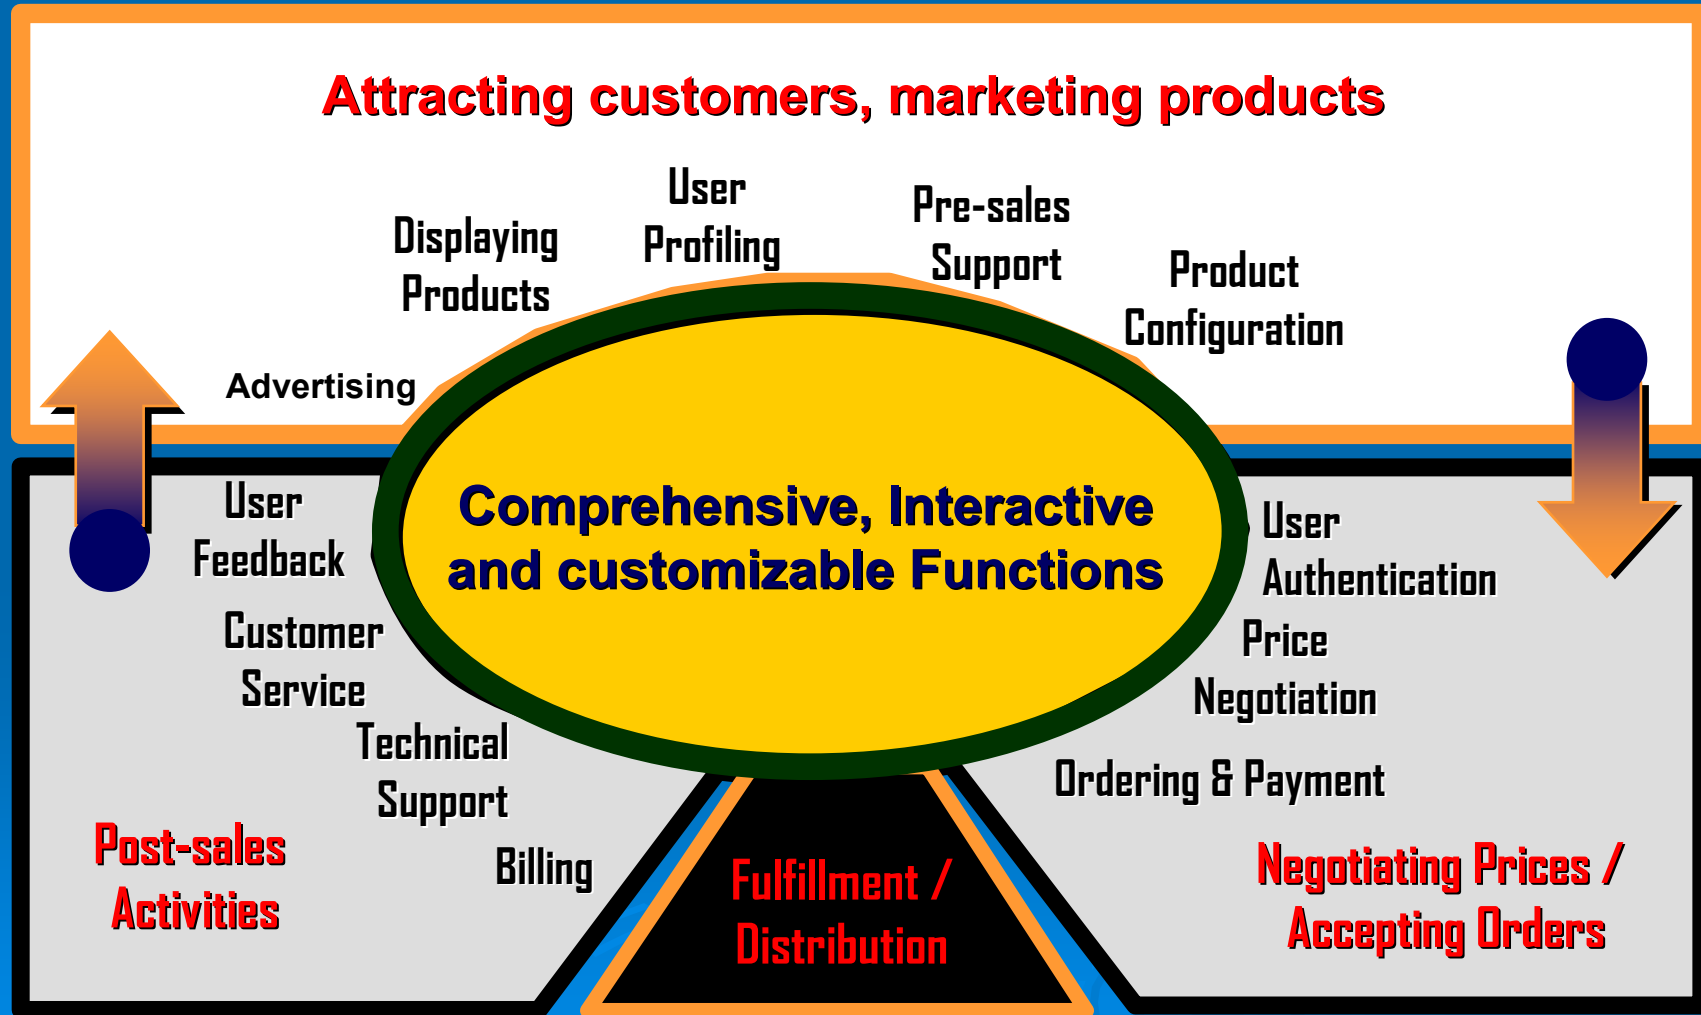 Attracting customers, marketing products
User
Profiling
Pre-sales
Support
Displaying
Products
Product
Configuration
Advertising
Comprehensive, Interactive
and customizable Functions
User
Feedback
Customer
Service
Technical
Support
Billing
Post-sales
Activities
User
Authentication
Price
Negotiation
Ordering & Payment
Negotiating Prices /
Accepting Orders
Fulfillment /
Distribution